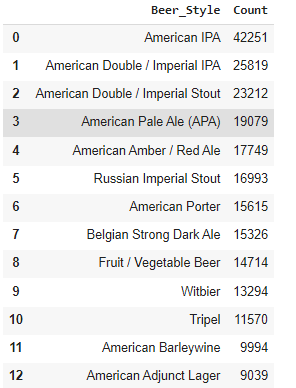 Beer_Style Count
0 American IPA 42251
1 American Double / Imperial IPA 25819
2 American Double / Imperial Stout 23212
3 American Pale Ale (APA) 19079
4 American Amber / Red Ale 17749
5 Russian Imperial Stout 16993
6 American Porter 15615
7 Belgian Strong Dark Ale 15326
8 Fruit / Vegetable Beer 14714
9 Witbier 13294
10 Tripel 11570
11 American Barleywine 9994
12 American Adjunct Lager 9039